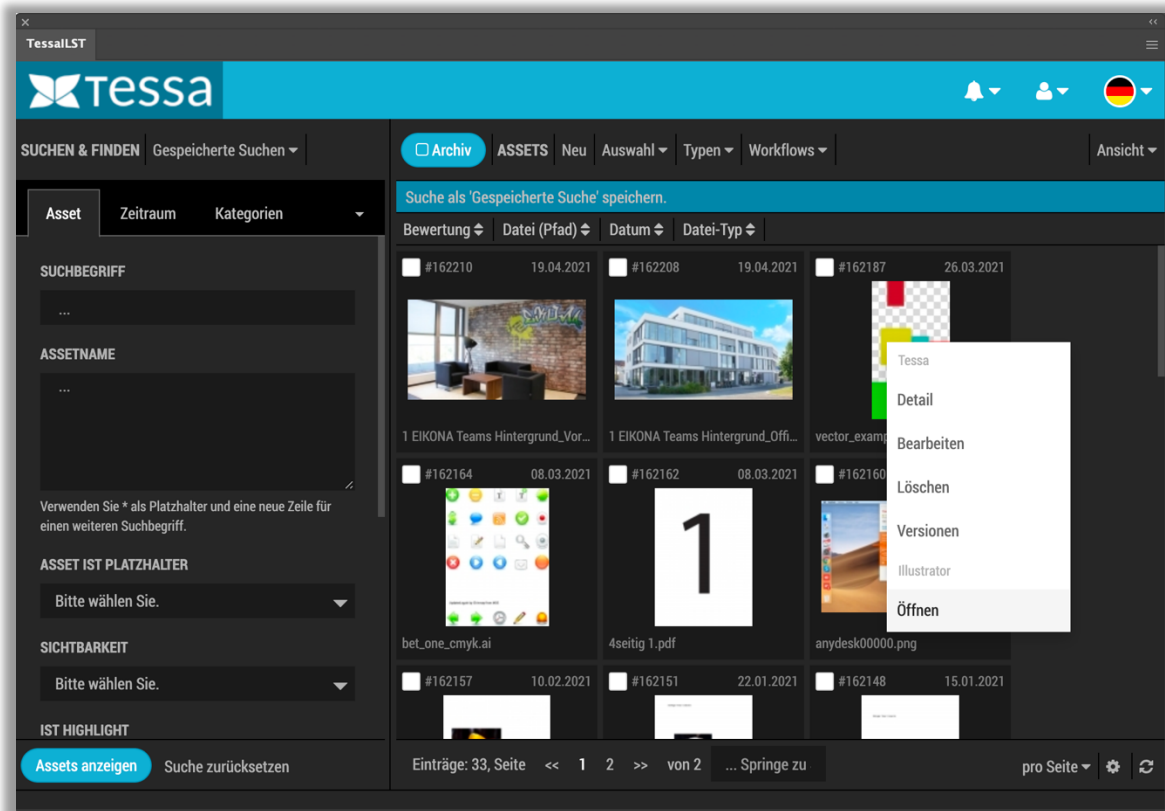 TessaILST
Tessa
SUCHEN & FINDEN Gespeicherte Suchen
Archiv ASSETS Neu Auswahl Typen Workflows Ansicht
Suche als 'Gespeicherte Suche' speichern.
Asset Zeitraum Kategorien
Bewertung Datei (Pfad) Datum Datei-Typ
SUCHBEGRIFF
...
ASSETNAME
...
Verwenden Sie * als Platzhalter und eine neue Zeile für
einen weiteren Suchbegriff.
ASSET IST PLATZHALTER
Bitte wählen Sie.
SICHTBARKEIT
Bitte wählen Sie.
IST HIGHLIGHT
Assets anzeigen Suche zurücksetzen
#162210 19.04.2021 #162208 19.04.2021 #162187 26.03.2021
1 EIKONA Teams Hintergrund_Vor... 1 EIKONA Teams Hintergrund_Offi... vector_examp
#162164 08.03.2021 #162162 08.03.2021 #162160
1
bet_one_cmyk.ai 4seitig 1.pdf anydesk00000.png
#162157 10.02.2021 #162151 22.01.2021 #162148 15.01.2021
Tessa
Detail
Bearbeiten
Löschen
Versionen
Illustrator
Öffnen
Einträge: 33, Seite << 1 2 >> von 2 ... Springe zu pro Seite